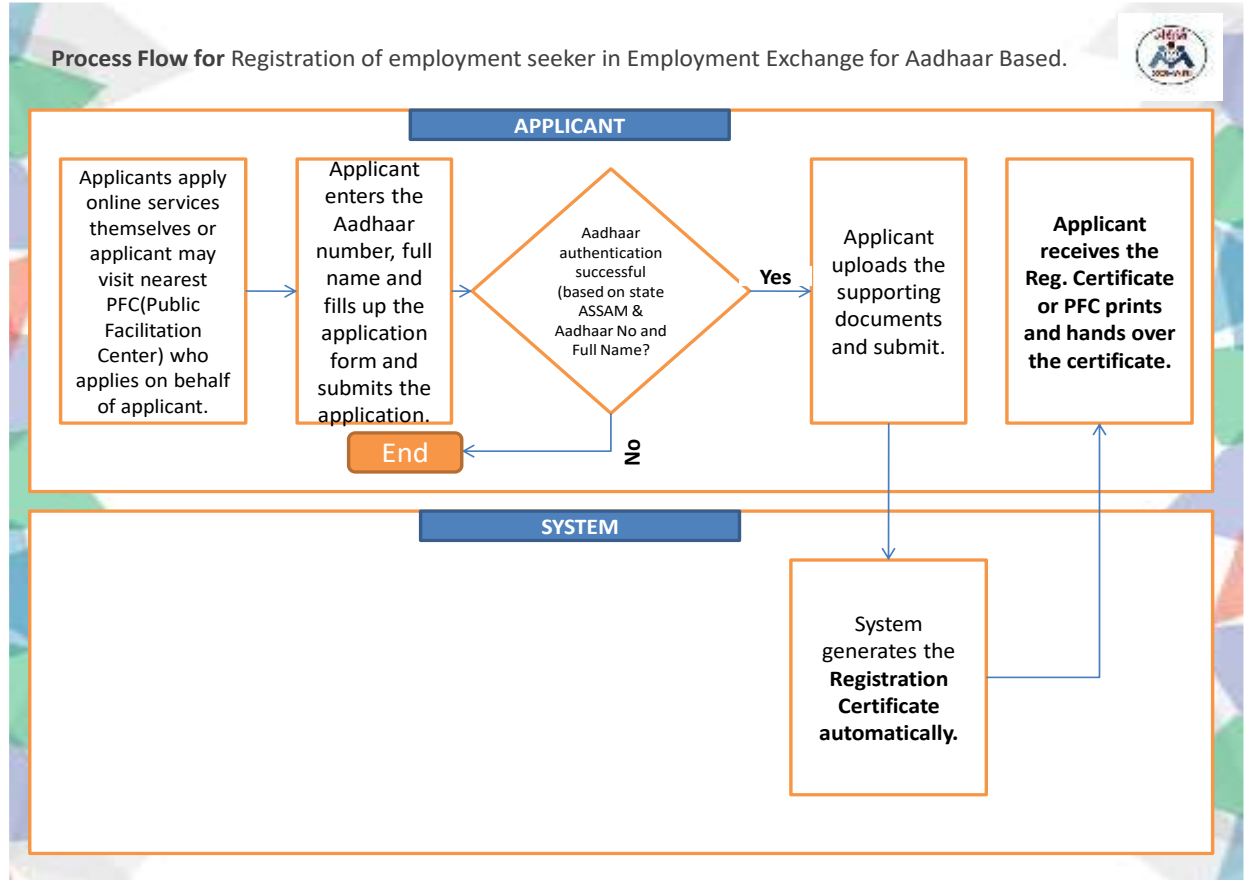 Process Flow for Registration of employment seeker in Employment Exchange for Aadhaar Based.
APPLICANT
Applicants apply
online services
themselves or
applicant may
visit nearest
PFC(Public
Facilitation
Center) who
applies on behalf
of applicant.
Applicant
enters the
Aadhaar
number, full
name and
fills up the
application
form and
submits the
application.
Aadhaar
authentication
successful
(based on state
ASSAM &
Aadhaar No and
Full Name?
Yes
No
End
Applicant
uploads the
supporting
documents
and submit.
Applicant
receives the
Reg. Certificate
or PFC prints
and hands over
the certificate.
SYSTEM
System
generates the
Registration
Certificate
automatically.